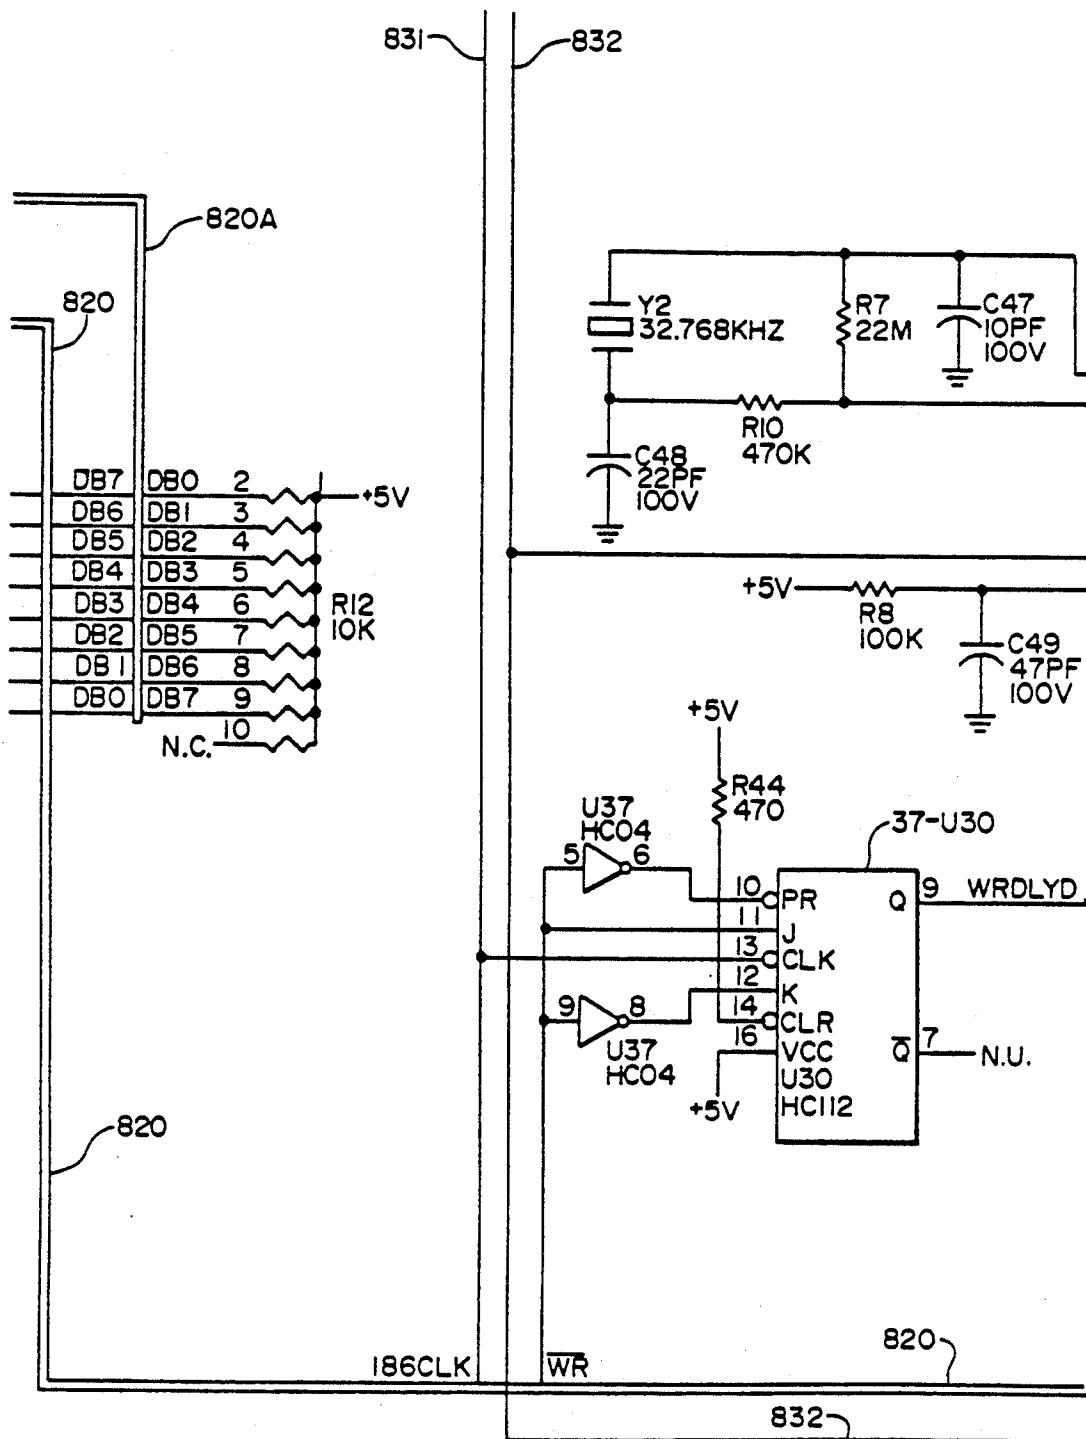 831
832
820A
820
Y2
32.768KHZ
R7
22M
C47
10PF
100V
R10
470K
C48
22PF
100V
DB7 DB0 2
+5V
DB6 DB1 3
DB5 DB2 4
DB4 DB3 5
DB3 DB4 6
DB2 DB5 7
DB1 DB6 8
DB0 DB7 9
N.C. 10
R12
10K
+5V
R8
100K
C49
47PF
100V
+5V
R44
470
U37
HC04
5 6
37-U30
10 PR
11 J
13 CLK
12 K
14 CLR
16 VCC
Q 9 WRDLYD
Q̅ 7 N.U.
9 8
U37
HC04
+5V
U30
HC112
820
186CLK
W̅R̅
820
832